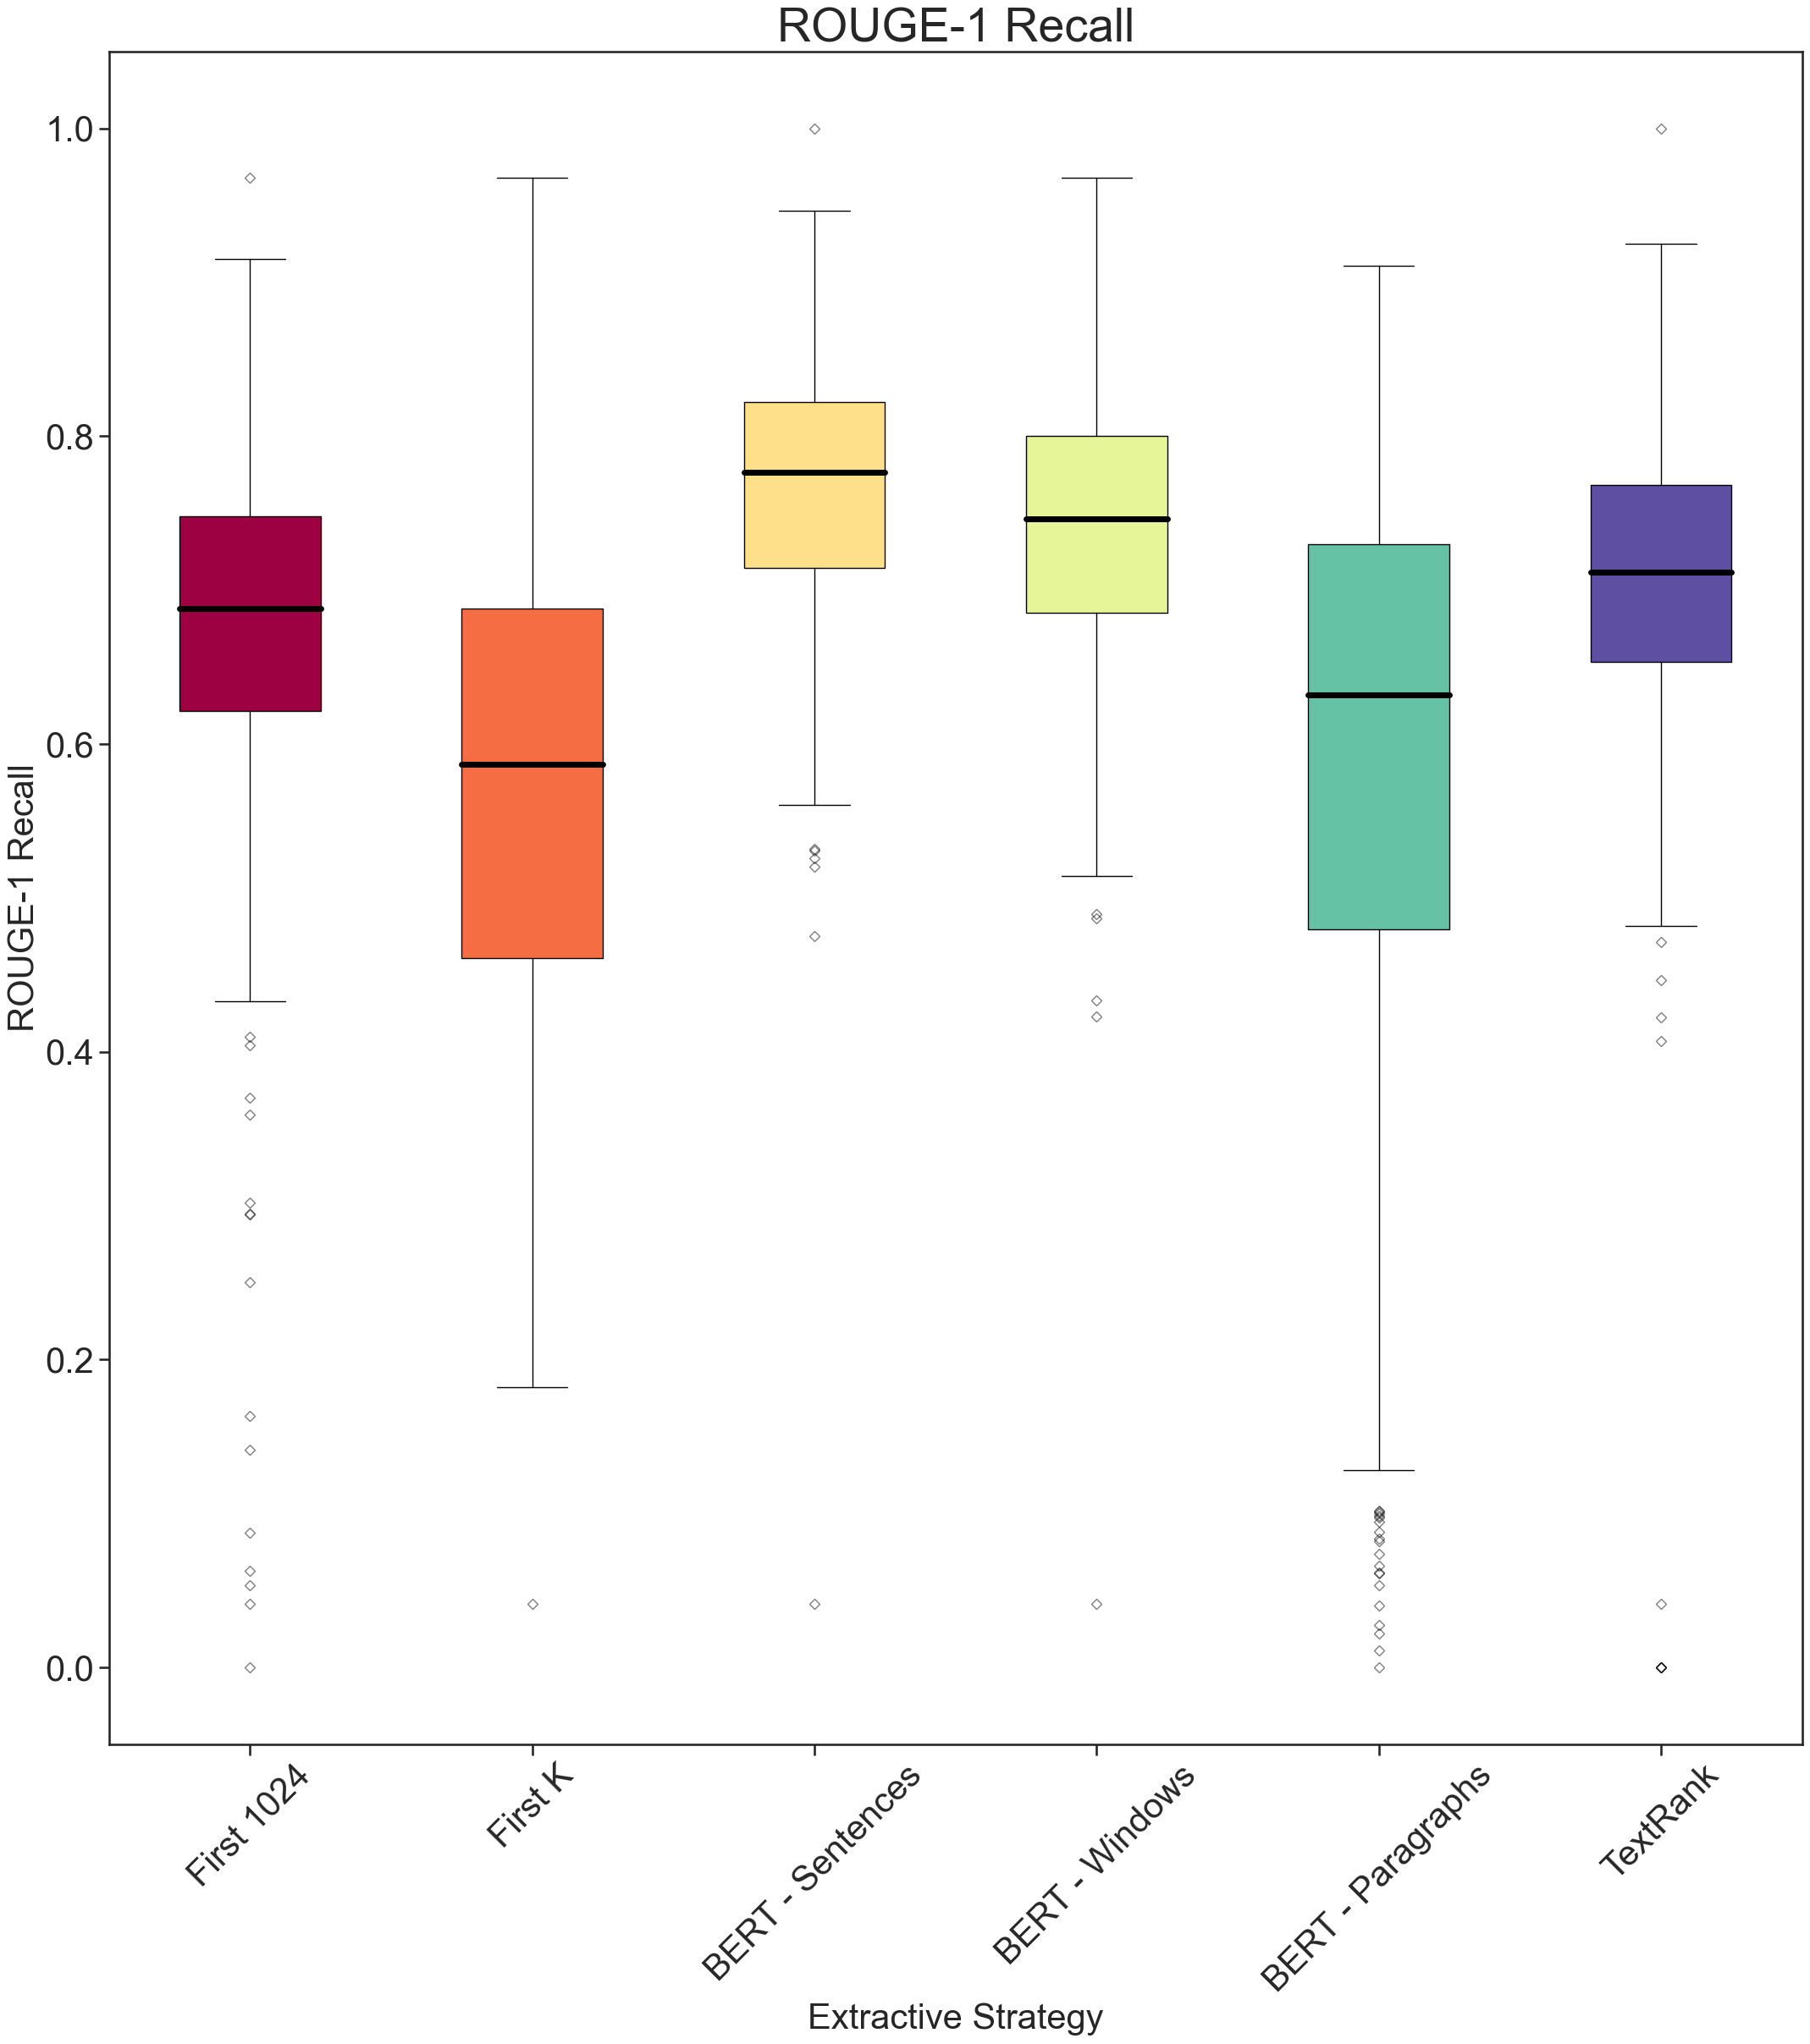 ROUGE-1 Recall
ROUGE-1 Recall
1.0
0.8
0.6
0.4
0.2
0.0
First 1024
First K
BERT - Sentences
BERT - Windows
BERT - Paragraphs
TextRank
Extractive Strategy